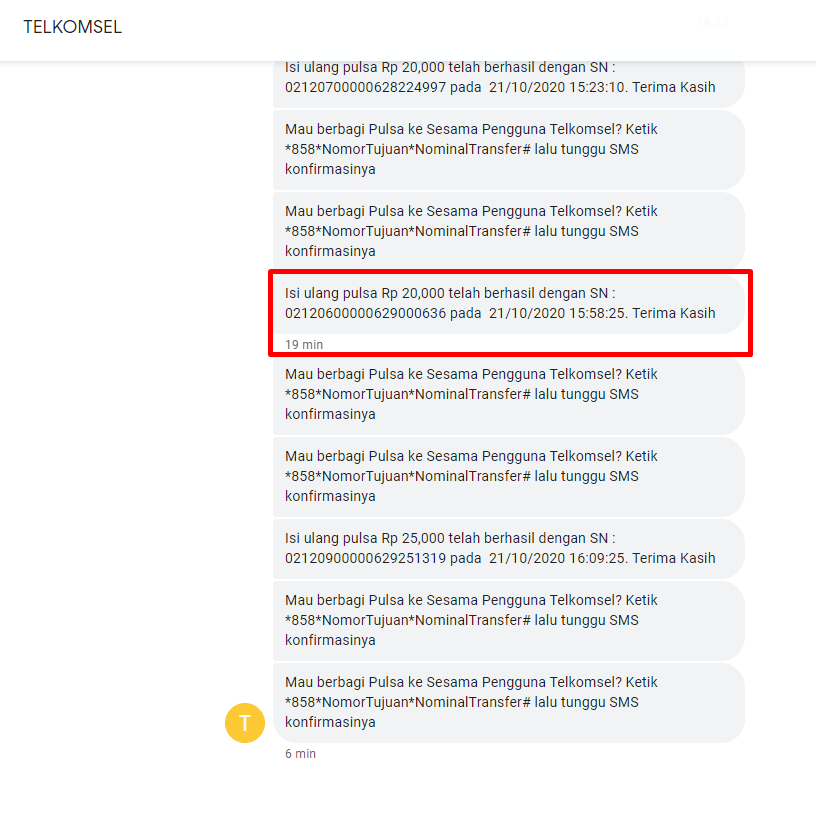 TELKOMSEL
Isi ulang pulsa Rp 20,000 telah berhasil dengan SN :
02120700000628224997 pada  21/10/2020 15:23:10. Terima Kasih
Mau berbagi Pulsa ke Sesama Pengguna Telkomsel? Ketik
*858*NomorTujuan*NominalTransfer# lalu tunggu SMS
konfirmasinya
Mau berbagi Pulsa ke Sesama Pengguna Telkomsel? Ketik
*858*NomorTujuan*NominalTransfer# lalu tunggu SMS
konfirmasinya
Isi ulang pulsa Rp 20,000 telah berhasil dengan SN :
02120600000629000636 pada  21/10/2020 15:58:25. Terima Kasih
19 min
Mau berbagi Pulsa ke Sesama Pengguna Telkomsel? Ketik
*858*NomorTujuan*NominalTransfer# lalu tunggu SMS
konfirmasinya
Mau berbagi Pulsa ke Sesama Pengguna Telkomsel? Ketik
*858*NomorTujuan*NominalTransfer# lalu tunggu SMS
konfirmasinya
Isi ulang pulsa Rp 25,000 telah berhasil dengan SN :
02120900000629251319 pada  21/10/2020 16:09:25. Terima Kasih
Mau berbagi Pulsa ke Sesama Pengguna Telkomsel? Ketik
*858*NomorTujuan*NominalTransfer# lalu tunggu SMS
konfirmasinya
Mau berbagi Pulsa ke Sesama Pengguna Telkomsel? Ketik
*858*NomorTujuan*NominalTransfer# lalu tunggu SMS
konfirmasinya
T
6 min